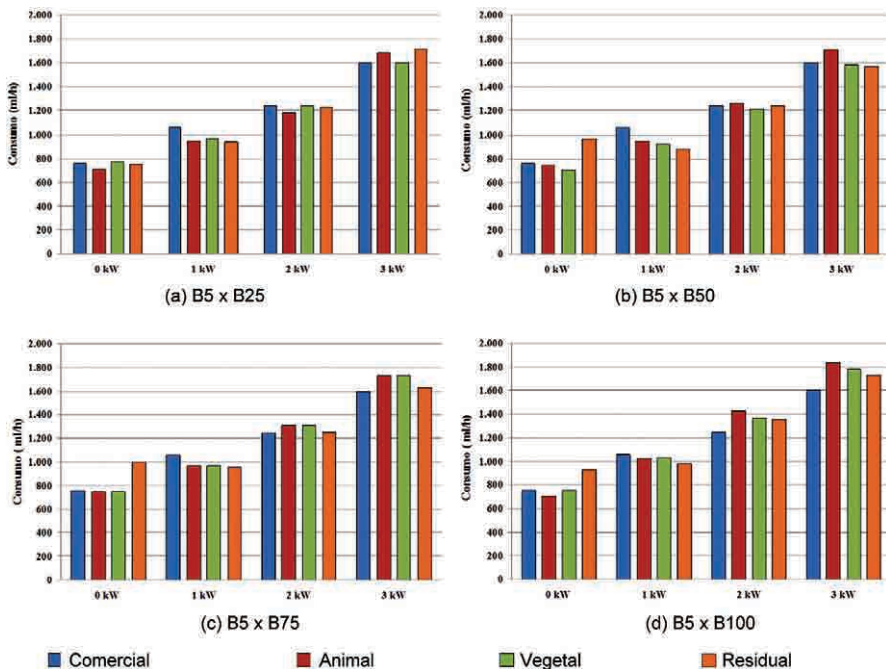 2.000
1.800
1.600
1.400
1.200
1.000
800
600
400
200
0
Consumo (ml/h)
0 kW
1 kW
2 kW
3 kW
(a) B5 x B25
2.000
1.800
1.600
1.400
1.200
1.000
800
600
400
200
0
Consumo (ml/h)
0 kW
1 kW
2 kW
3 kW
(b) B5 x B50
2.000
1.800
1.600
1.400
1.200
1.000
800
600
400
200
0
Consumo (ml/h)
0 kW
1 kW
2 kW
3 kW
(c) B5 x B75
2.000
1.800
1.600
1.400
1.200
1.000
800
600
400
200
0
Consumo (ml/h)
0 kW
1 kW
2 kW
3 kW
(d) B5 x B100
Comercial
Animal
Vegetal
Residual